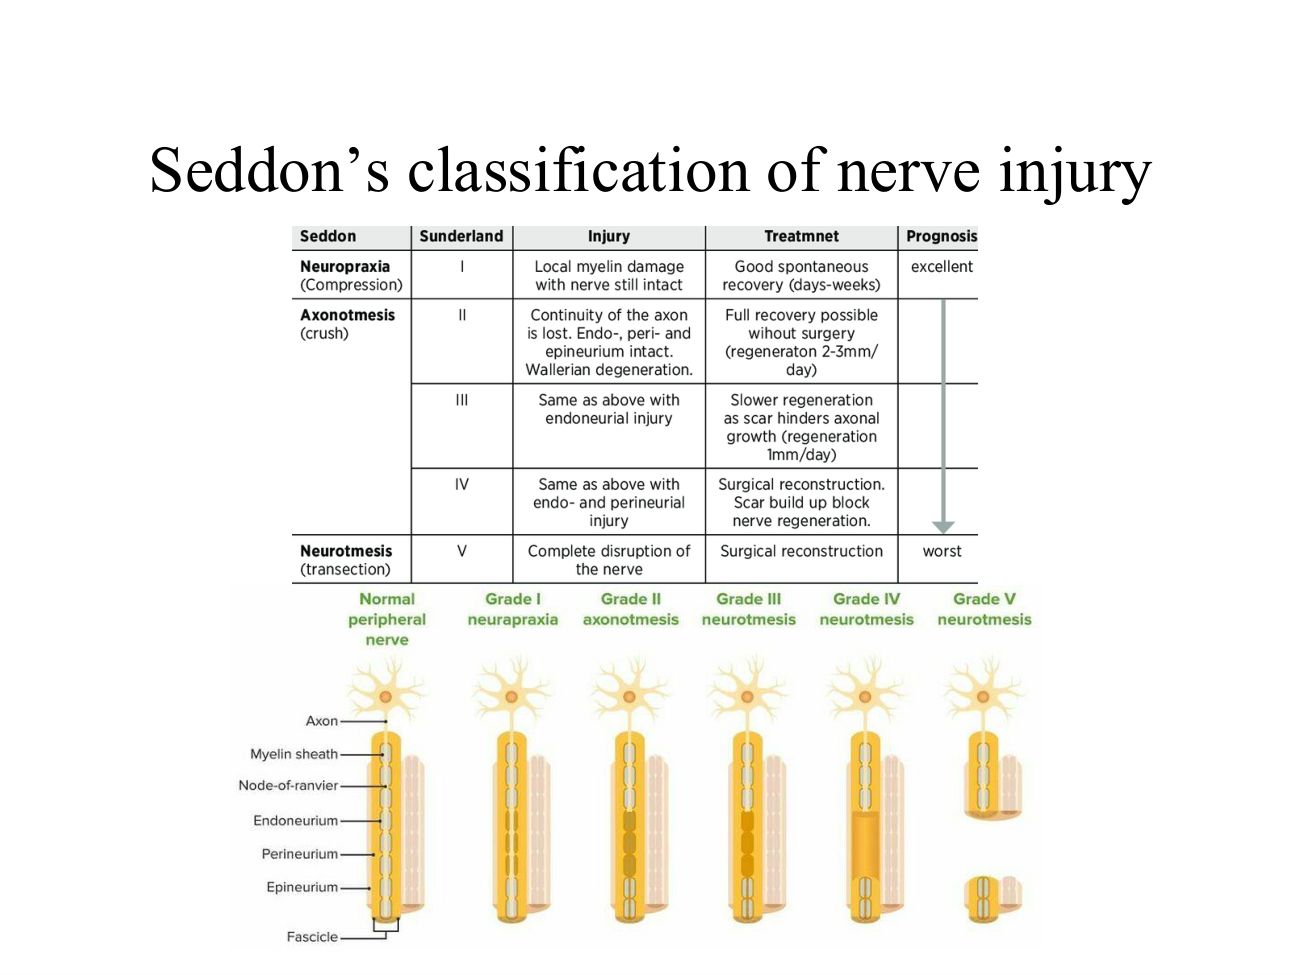 Seddon’s classification of nerve injury
Seddon Sunderland Injury Treatmnet Prognosis
Neuropraxia I Local myelin damage Good spontaneous excellent
(Compression) with nerve still intact recovery (days-weeks)
Axonotmesis II Continuity of the axon Full recovery possible
(crush) is lost. Endo-, peri- and wihout surgery
epineurium intact. (regeneraton 2-3mm/
Wallerian degeneration. day)
III Same as above with Slower regeneration
endoneurial injury as scar hinders axonal
growth (regeneration
1mm/day)
IV Same as above with Surgical reconstruction.
endo- and perineurial Scar build up block
injury nerve regeneration.
Neurotmesis V Complete disruption of Surgical reconstruction worst
(transection) the nerve
Normal Grade I Grade II Grade III Grade IV Grade V
peripheral neurapraxia axonotmesis neurotmesis neurotmesis neurotmesis
nerve
Axon
Myelin sheath
Node-of-ranvier
Endoneurium
Perineurium
Epineurium
Fascicle